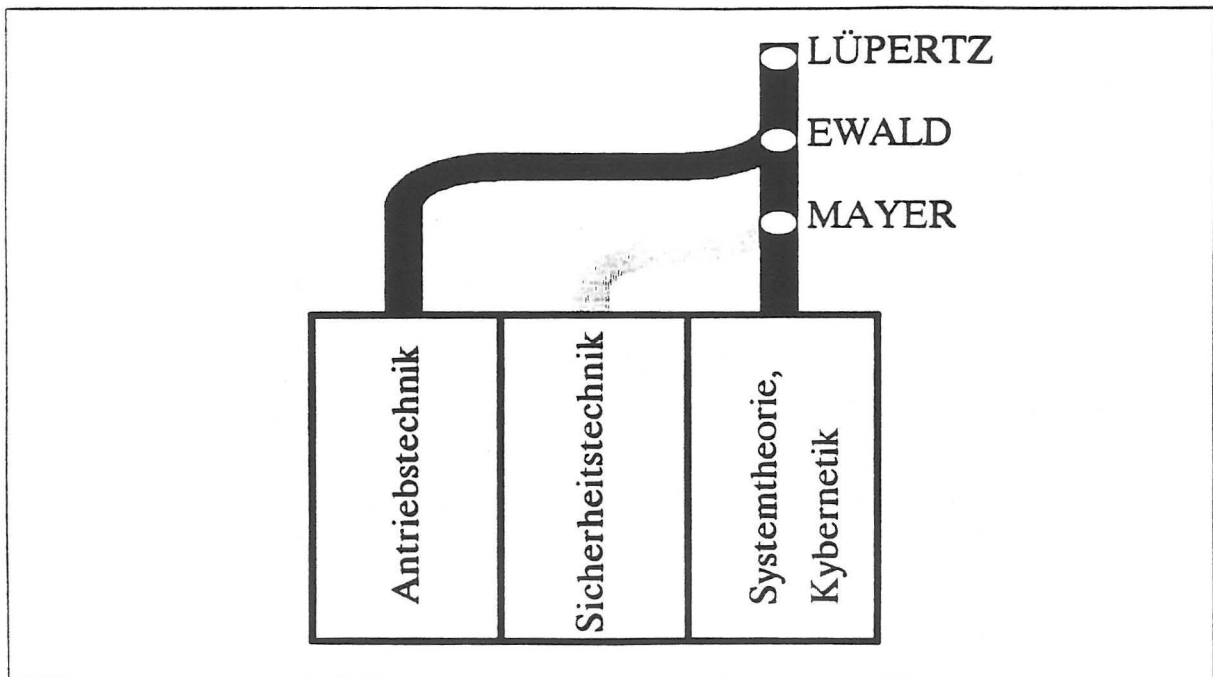 LÜPERTZ
EWALD
MAYER
Antriebstechnik
Sicherheitstechnik
Systemtheorie,
Kybernetik